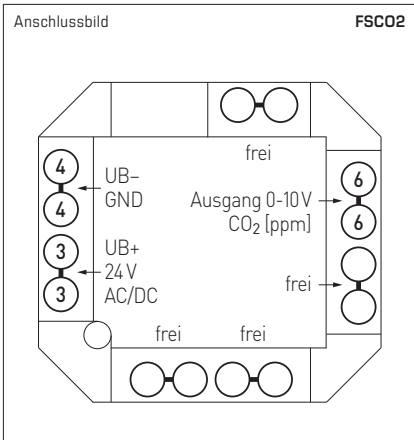 Anschlussbild FSCO2
frei
4
UB–
GND
4
3
UB+
24 V
AC/DC
3
6
Ausgang 0-10 V
CO₂ [ppm]
6
frei
frei frei